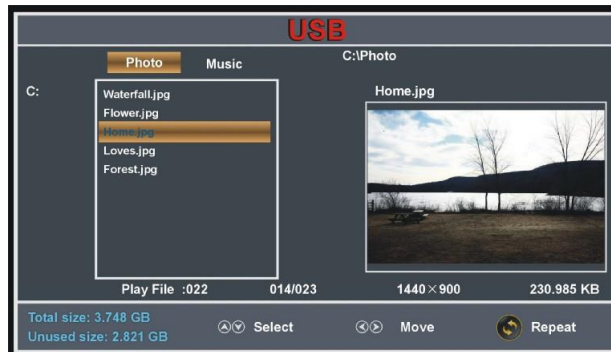 USB
Photo Music C:\Photo
C: Waterfall.jpg Home.jpg
Flower.jpg
Home.jpg
Loves.jpg
Forest.jpg
Play File :022 014/023 1440×900 230.985 KB
Total size: 3.748 GB
Unused size: 2.821 GB
Select Move Repeat